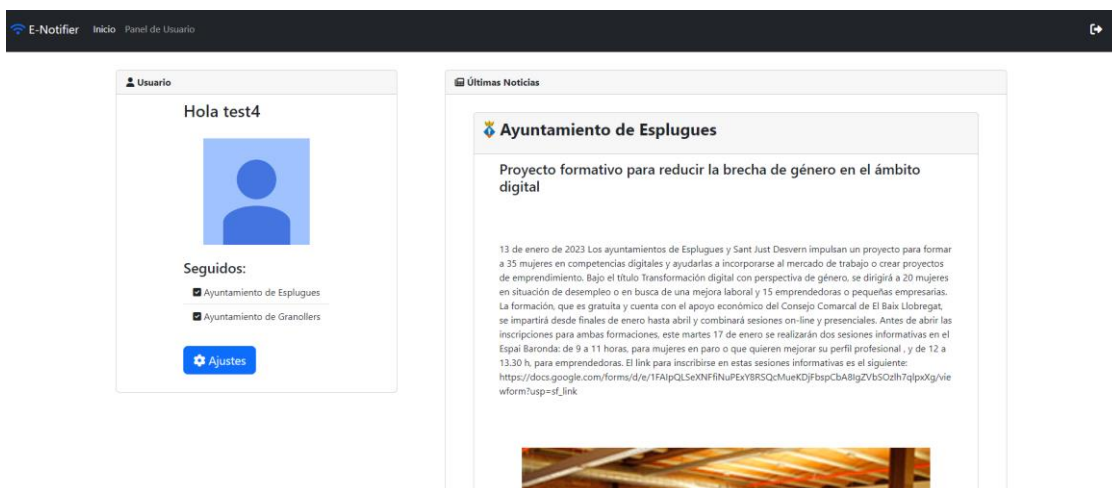 E-Notifier Inicio Panel de Usuario
Usuario
Hola test4
Seguidos:
Ayuntamiento de Esplugues
Ayuntamiento de Granollers
Ajustes
Últimas Noticias
Ayuntamiento de Esplugues
Proyecto formativo para reducir la brecha de género en el ámbito
digital
13 de enero de 2023 Los ayuntamientos de Esplugues y Sant Just Desvern impulsan un proyecto para formar
a 35 mujeres en competencias digitales y ayudarlas a incorporarse al mercado de trabajo o crear proyectos
de emprendimiento. Bajo el título Transformación digital con perspectiva de género, se dirigirá a 20 mujeres
en situación de desempleo o en busca de una mejora laboral y 15 emprendedoras o pequeñas empresarias.
La formación, que es gratuita y cuenta con el apoyo económico del Consejo Comarcal de El Baix Llobregat,
se impartirá desde finales de enero hasta abril y combinará sesiones on-line y presenciales. Antes de abrir las
inscripciones para ambas formaciones, este martes 17 de enero se realizarán dos sesiones informativas en el
Espai Baronda: de 9 a 11 horas, para mujeres en paro o que quieren mejorar su perfil profesional , y de 12 a
13.30 h, para emprendedoras. El link para inscribirse en estas sesiones informativas es el siguiente:
https://docs.google.com/forms/d/e/1FAIpQLSeXNFfiNuPExY8RSQcMueKDjFbspCbA8IgZVbSOzlh7qlpxXg/vie
wform?usp=sf_link